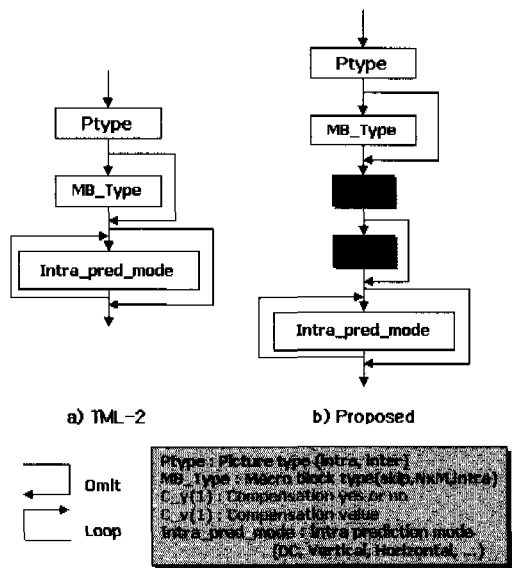 Ptype
MB_Type
Intra_pred_mode
a) TML-2
Ptype
MB_Type
Intra_pred_mode
b) Proposed
Omit
Loop
Ptype : Picture type (Intra, Inter)
MB_Type : Macro block type(skip,NxM,intra)
C_y(1) : Compensation yes or no
C_v(1) : Compensation value
Intra_pred_mode : Intra prediction mode
(DC, Vertical, Horizontal, ...)